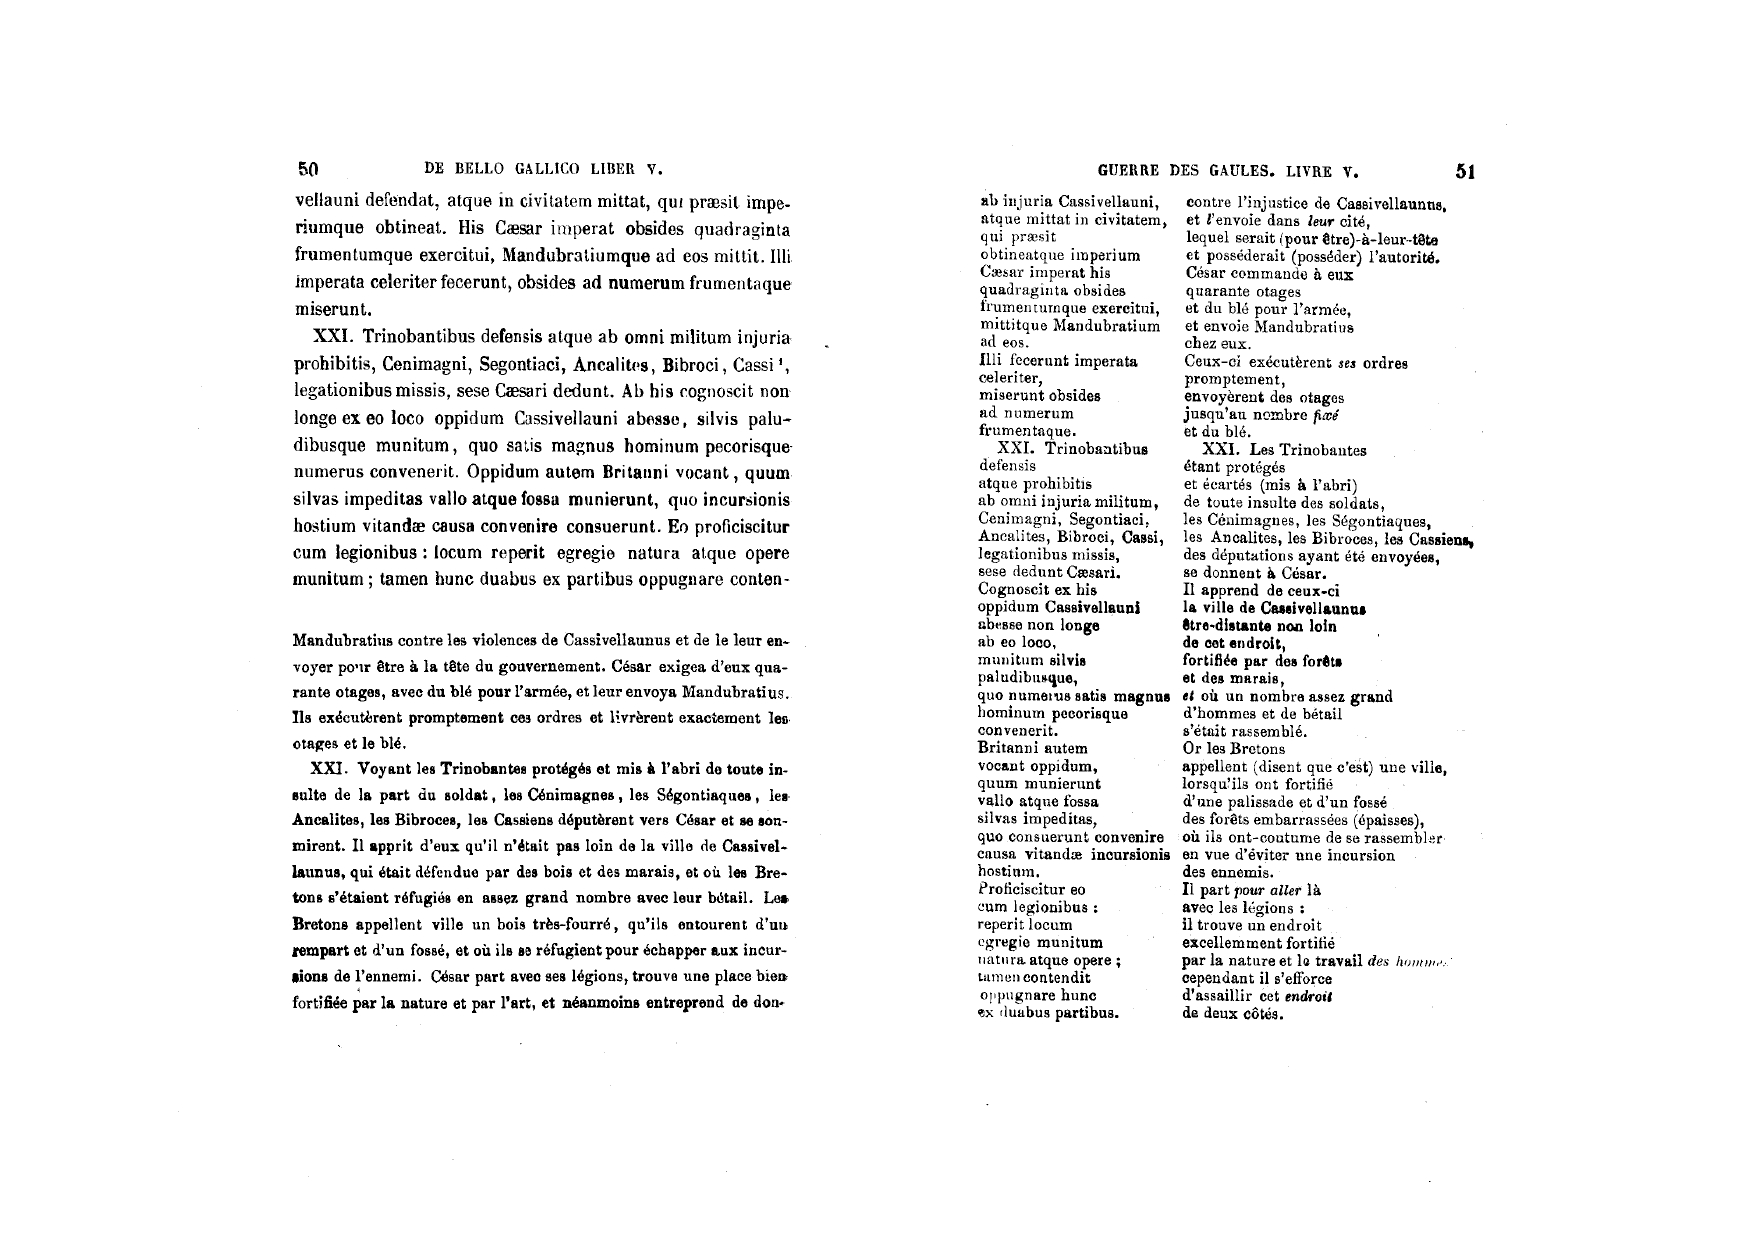 50 DE BELLO GALLICO LIBER V.
vellauni defendat, atque in civitatem mittat, qui præsit impe-
riumque obtineat. His Cæsar imperat obsides quadraginta
frumentumque exercitui, Mandubratiumque ad eos mittit. Illi
imperata celeriter fecerunt, obsides ad numerum frumentaque
miserunt.
XXI. Trinobantibus defensis atque ab omni militum injuria
prohibitis, Cenimagni, Segontiaci, Ancalites, Bibroci, Cassi ¹,
legationibus missis, sese Cæsari dedunt. Ab his cognoscit non
longe ex eo loco oppidum Cassivellauni abesse, silvis palu-
dibusque munitum, quo satis magnus hominum pecorisque
numerus convenerit. Oppidum autem Britanni vocant, quum
silvas impeditas vallo atque fossa munierunt, quo incursionis
hostium vitandæ causa convenire consuerunt. Eo proficiscitur
cum legionibus : locum reperit egregie natura atque opere
munitum ; tamen hunc duabus ex partibus oppugnare conten-
Mandubratius contre les violences de Cassivellaunus et de le leur en-
voyer pour être à la tête du gouvernement. César exigea d'eux qua-
rante otages, avec du blé pour l'armée, et leur envoya Mandubratius.
Ils exécutèrent promptement ces ordres et livrèrent exactement les
otages et le blé.
XXI. Voyant les Trinobantes protégés et mis à l'abri de toute in-
sulte de la part du soldat, les Cénimagnes, les Ségontiaques, les
Ancalites, les Bibroces, les Cassiens députèrent vers César et se sou-
mirent. Il apprit d'eux qu'il n'était pas loin de la ville de Cassivel-
launus, qui était défendue par des bois et des marais, et où les Bre-
tons s'étaient réfugiés en assez grand nombre avec leur bétail. Les
Bretons appellent ville un bois très-fourré, qu'ils entourent d'un
rempart et d'un fossé, et où ils se réfugient pour échapper aux incur-
sions de l'ennemi. César part avec ses légions, trouve une place bien
fortifiée par la nature et par l'art, et néanmoins entreprend de don-
GUERRE DES GAULES. LIVRE V. 51
ab injuria Cassivellauni,
atque mittat in civitatem,
qui præsit
obtineatque imperium
Cæsar imperat his
quadraginta obsides
frumentumque exercitui,
mittitque Mandubratium
ad eos.
Illi fecerunt imperata
celeriter,
miserunt obsides
ad numerum
frumentaque.
XXI. Trinobantibus
defensis
atque prohibitis
ab omni injuria militum,
Cenimagni, Segontiaci,
Ancalites, Bibroci, Cassi,
legationibus missis,
sese dedunt Cæsari.
Cognoscit ex his
oppidum Cassivellauni
abesse non longe
ab eo loco,
munitum silvis
paludibusque,
quo numerus satis magnus
hominum pecorisque
convenerit.
Britanni autem
vocant oppidum,
quum munierunt
vallo atque fossa
silvas impeditas,
quo consuerunt convenire
causa vitandæ incursionis
hostium.
Proficiscitur eo
cum legionibus :
reperit locum
egregie munitum
natura atque opere ;
tamen contendit
oppugnare hunc
ex duabus partibus.
contre l'injustice de Cassivellaunus,
et l'envoie dans leur cité,
lequel serait (pour être)-à-leur-tête
et posséderait (posséder) l'autorité.
César commande à eux
quarante otages
et du blé pour l'armée,
et envoie Mandubratius
chez eux.
Ceux-ci exécutèrent ses ordres
promptement,
envoyèrent des otages
jusqu'au nombre fixé
et du blé.
XXI. Les Trinobantes
étant protégés
et écartés (mis à l'abri)
de toute insulte des soldats,
les Cénimagnes, les Ségontiaques,
les Ancalites, les Bibroces, les Cassiens,
des députations ayant été envoyées,
se donnent à César.
Il apprend de ceux-ci
la ville de Cassivellaunus
être-distante non loin
de cet endroit,
fortifiée par des forêts
et des marais,
et où un nombre assez grand
d'hommes et de bétail
s'était rassemblé.
Or les Bretons
appellent (disent que c'est) une ville,
lorsqu'ils ont fortifié
d'une palissade et d'un fossé
des forêts embarrassées (épaisses),
où ils ont-coutume de se rassembler
en vue d'éviter une incursion
des ennemis.
Il part pour aller là
avec les légions :
il trouve un endroit
excellemment fortifié
par la nature et le travail des
cependant il s'efforce
d'assaillir cet endroit
de deux côtés.